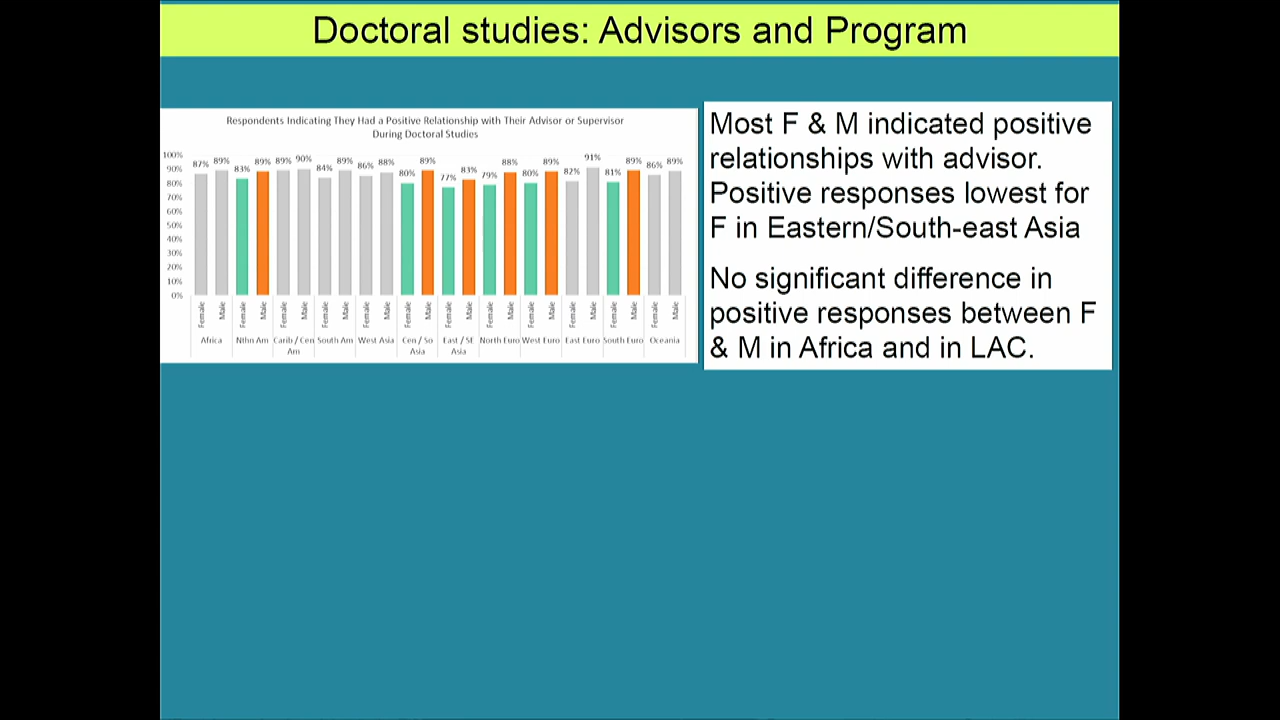 Doctoral studies: Advisors and Program
Respondents Indicating They Had a Positive Relationship with Their Advisor or Supervisor
During Doctoral Studies
100%
90%
80%
70%
60%
50%
40%
30%
20%
10%
0%
87% 89% 83% 89% 89% 90% 84% 89% 86% 88% 80% 89% 77% 83% 79% 88% 80% 89% 82% 91% 81% 89% 86% 89%
Female Male Female Male Female Male Female Male Female Male Female Male Female Male Female Male Female Male Female Male Female Male Female Male
Africa Nthn Am Carib / Cen South Am West Asia Cen / So East / SE North Euro West Euro East Euro South Euro Oceania
Am Asia Asia
Most F & M indicated positive
relationships with advisor.
Positive responses lowest for
F in Eastern/South-east Asia
No significant difference in
positive responses between F
& M in Africa and in LAC.